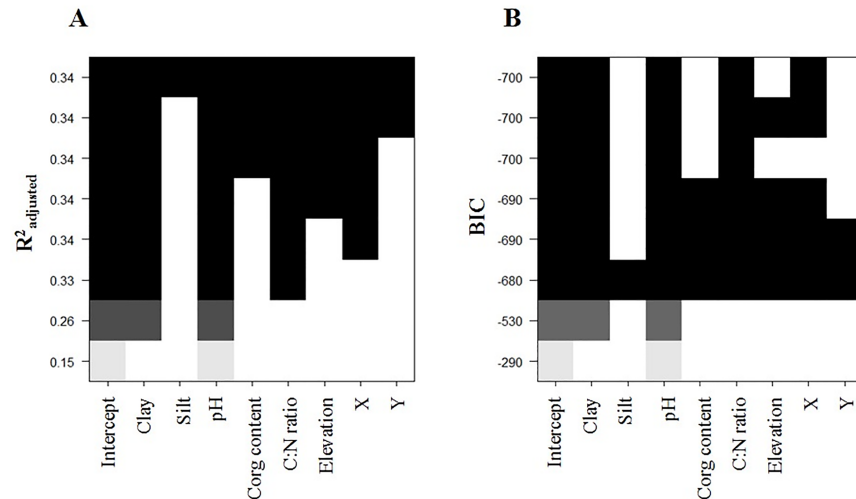 A
B
R² adjusted
0.34
0.34
0.34
0.34
0.34
0.33
0.26
0.15
Intercept
Clay
Silt
pH
Corg content
C:N ratio
Elevation
X
Y
BIC
-700
-700
-700
-690
-690
-680
-530
-290
Intercept
Clay
Silt
pH
Corg content
C:N ratio
Elevation
X
Y